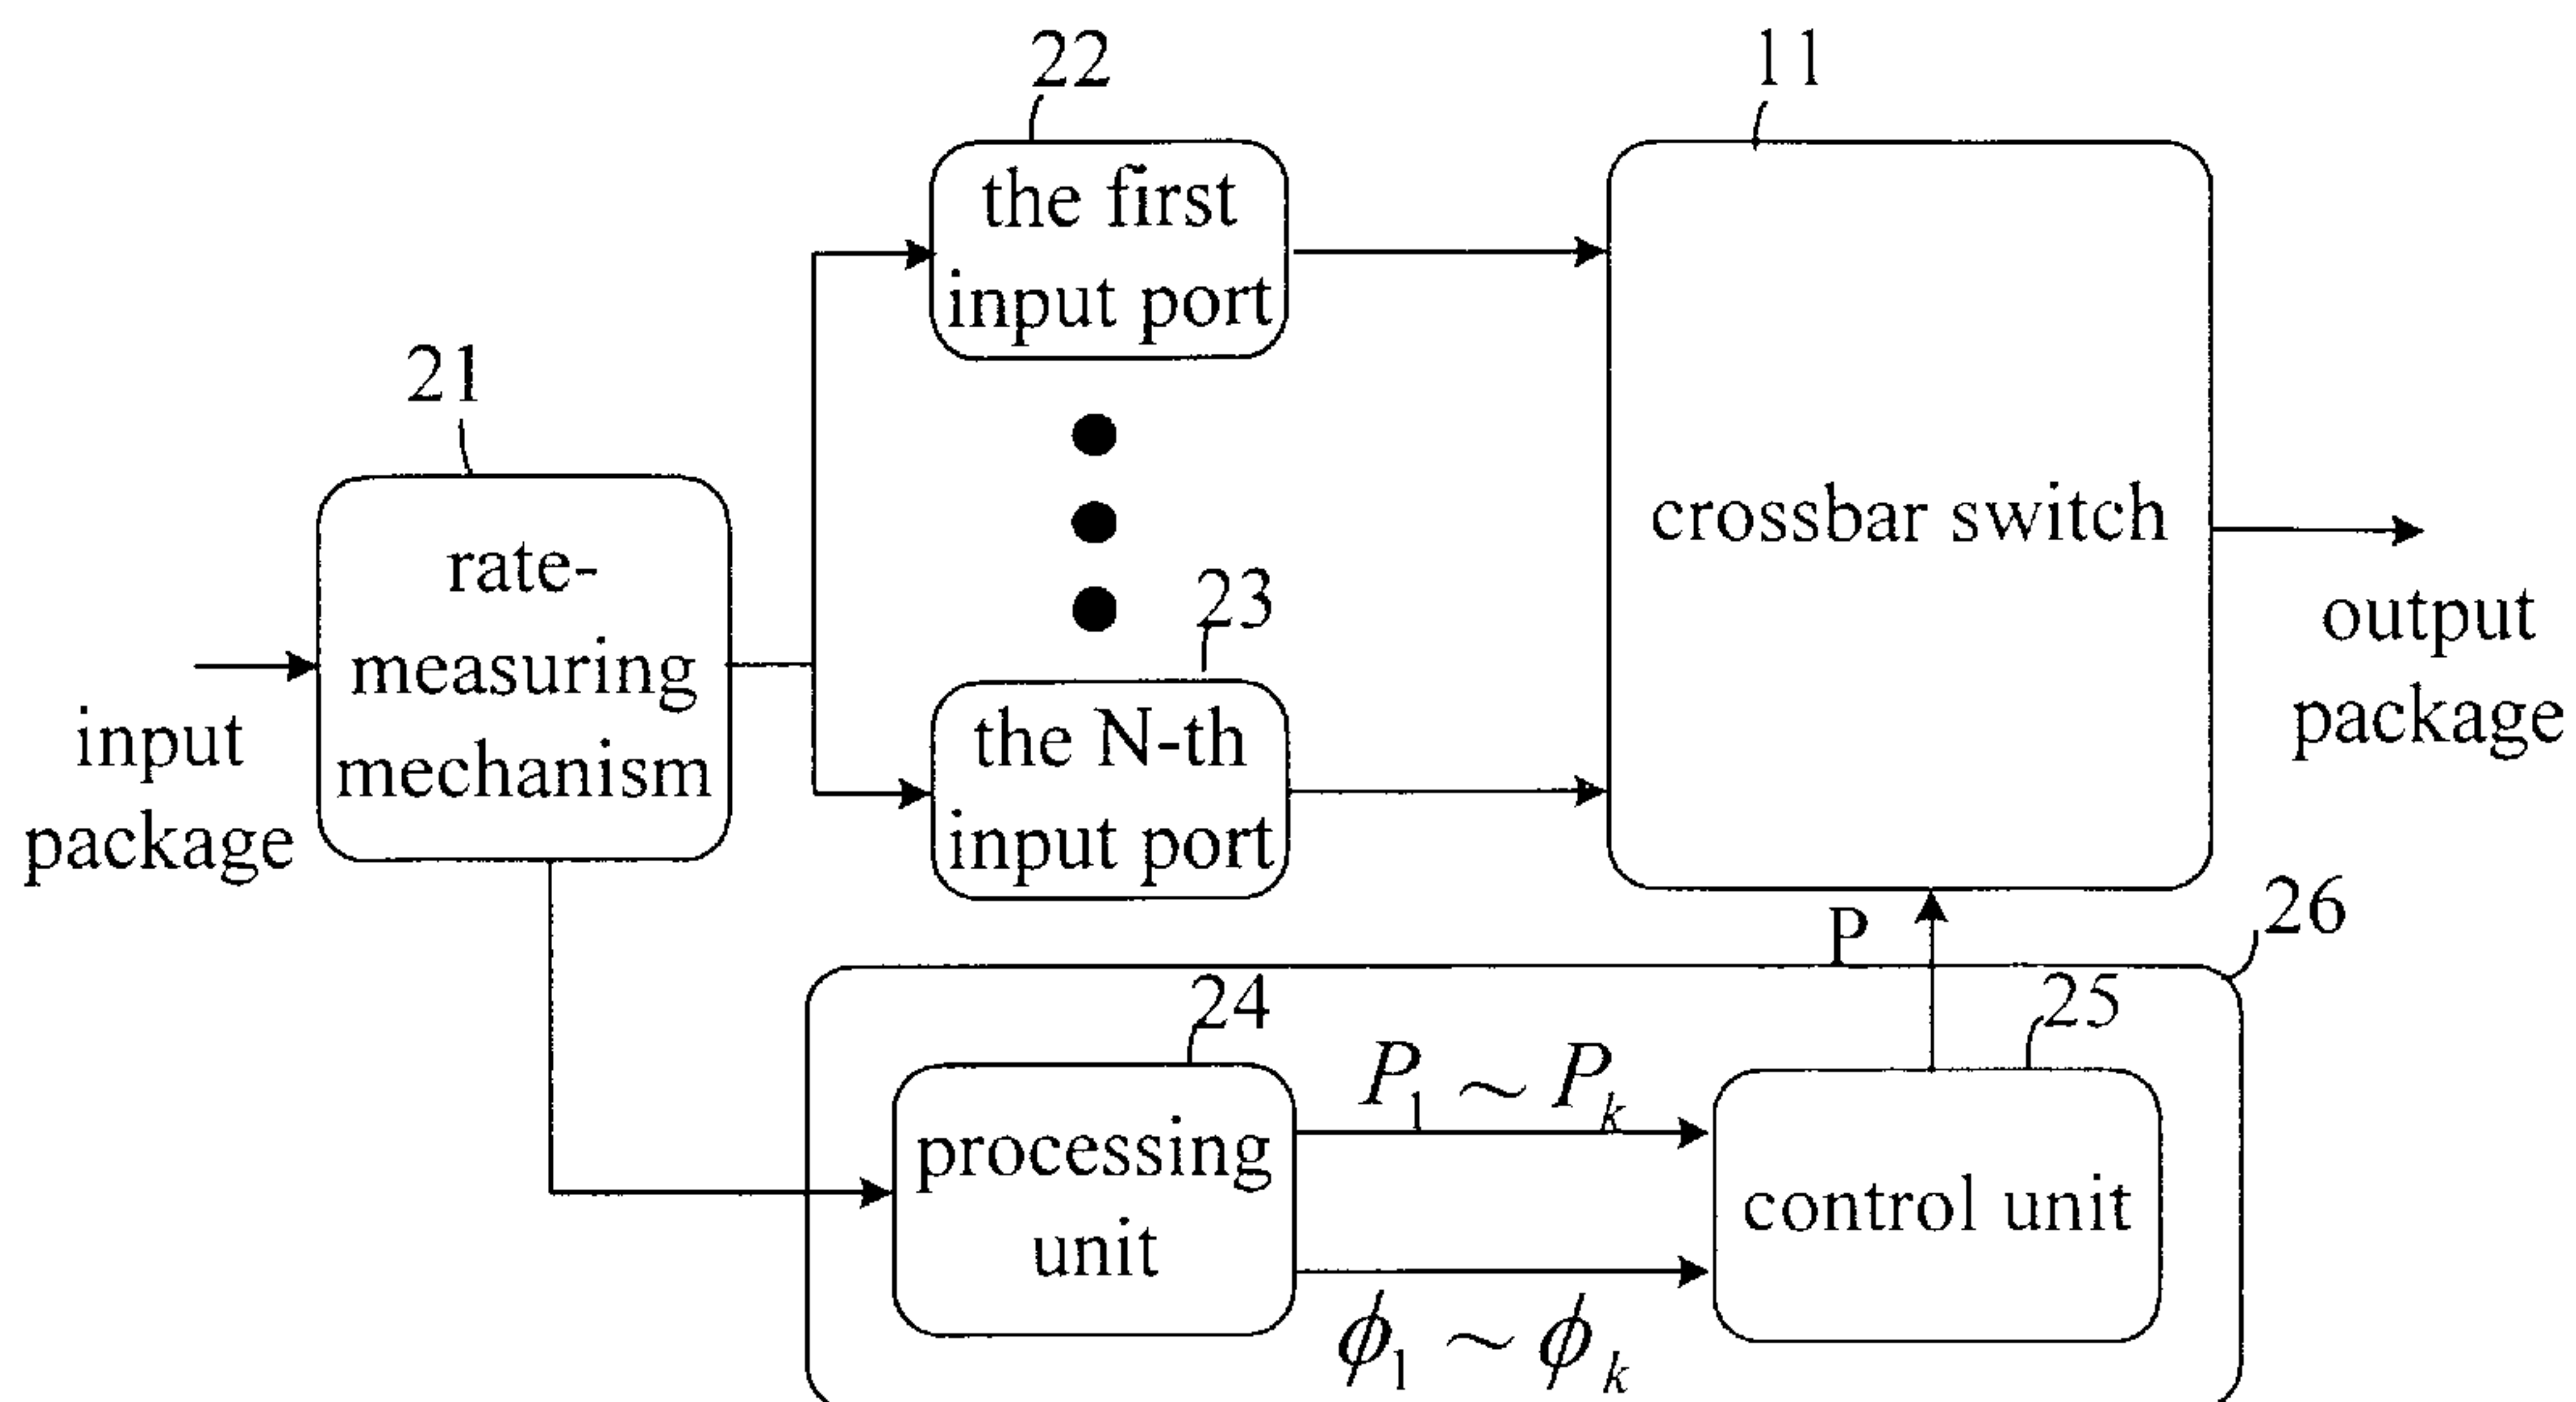 22
11
the first
input port
21
rate-
measuring
mechanism
input
package
23
the N-th
input port
crossbar switch
output
package
P
26
24
processing
unit
P₁ ~ Pₖ
ϕ₁ ~ ϕₖ
25
control unit